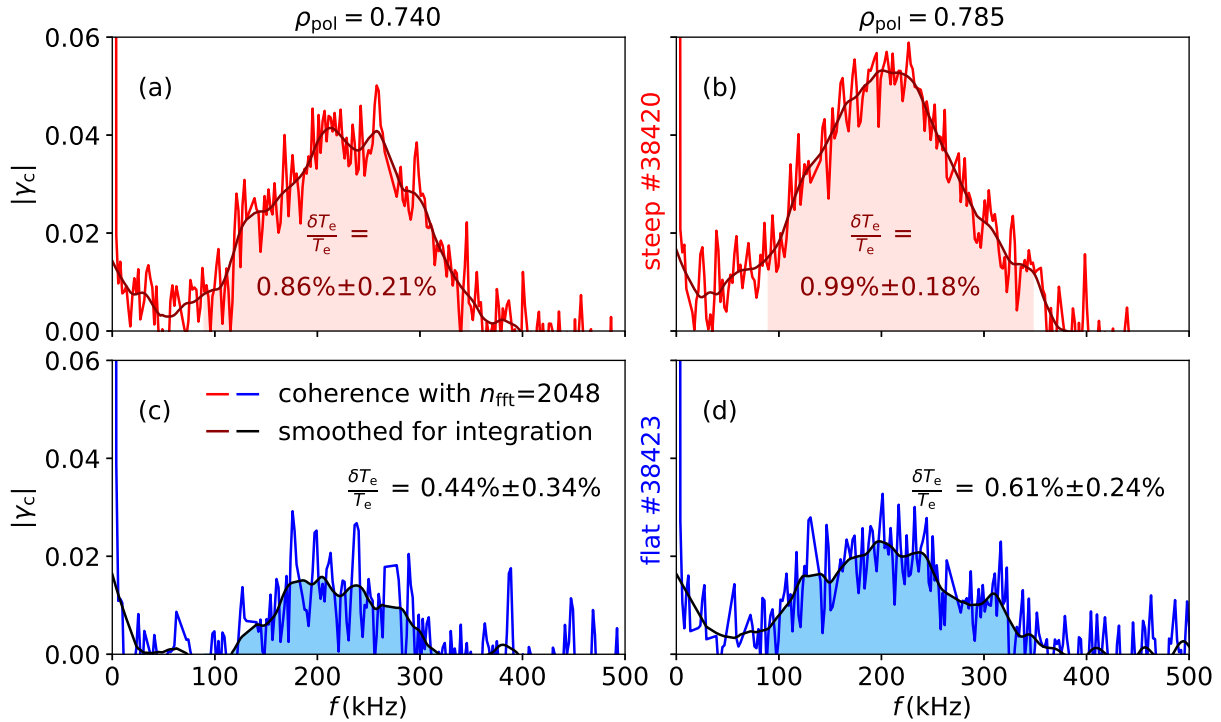 ρpol = 0.740
ρpol = 0.785
0.06
0.04
0.02
0.00
|γc|
(a)
δTe/Te =
0.86%±0.21%
steep #38420
(b)
δTe/Te =
0.99%±0.18%
0.06
0.04
0.02
0.00
|γc|
(c)
coherence with nfft=2048
smoothed for integration
δTe/Te = 0.44%±0.34%
flat #38423
(d)
δTe/Te = 0.61%±0.24%
0 100 200 300 400 500
0 100 200 300 400 500
f (kHz)
f (kHz)